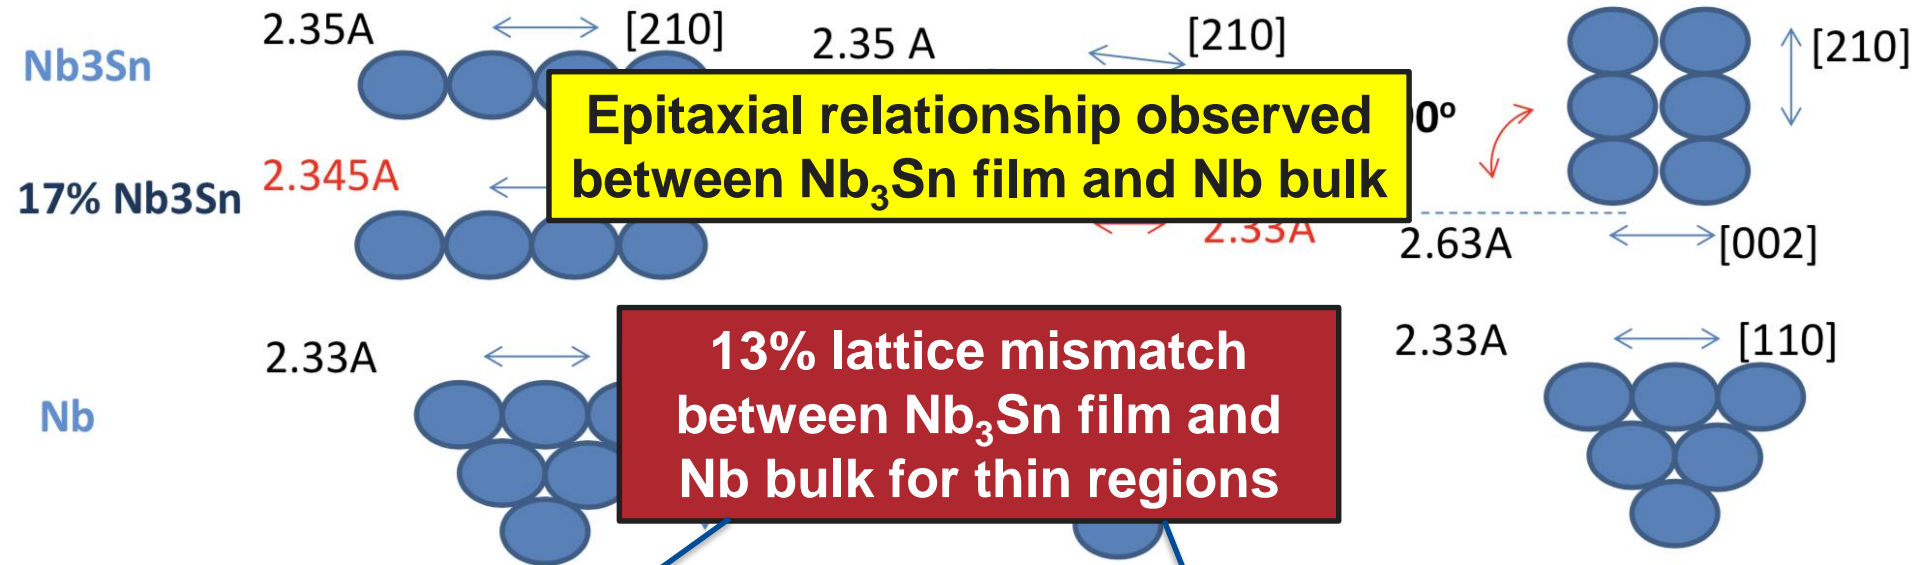 2.35A [210] 2.35 A [210] [210]
Nb3Sn
Epitaxial relationship observed
between Nb₃Sn film and Nb bulk
0º
17% Nb3Sn 2.345A
2.33A 2.63A [002]
2.33A 2.33A [110]
13% lattice mismatch
between Nb₃Sn film and
Nb bulk for thin regions
Nb